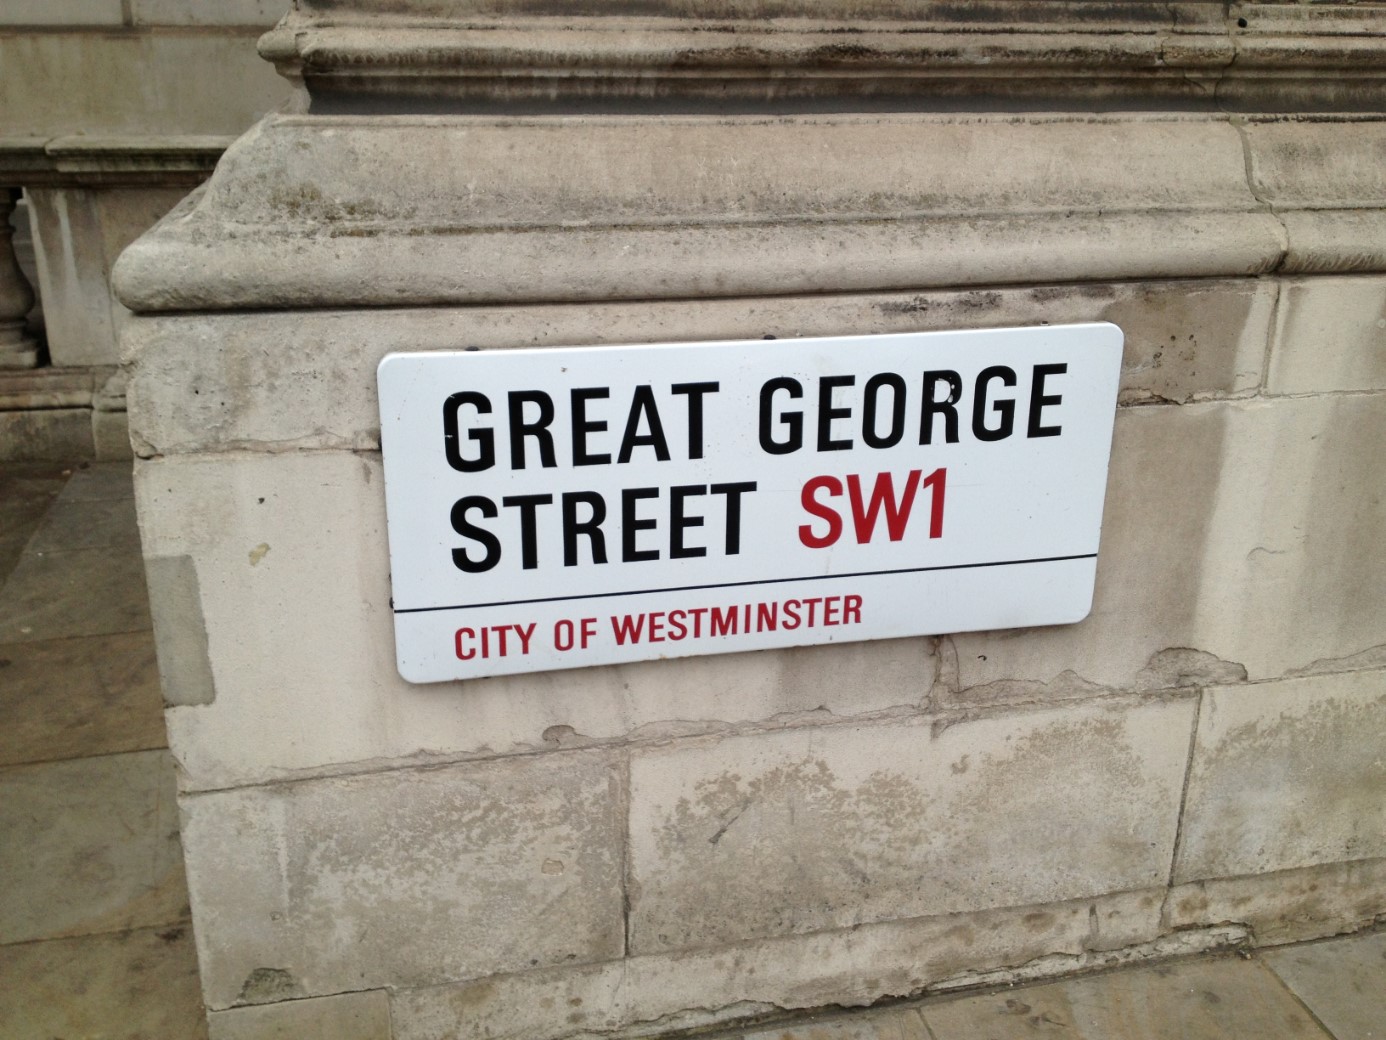 GREAT GEORGE
STREET SW1
CITY OF WESTMINSTER